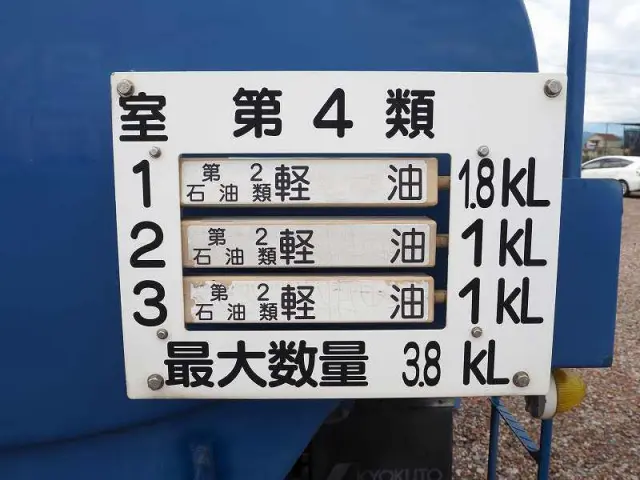 室 第4類
1 第2石油類 軽油 1.8KL
2 第2石油類 軽油 1KL
3 第2石油類 軽油 1KL
最大数量 3.8KL
KYOKUTO